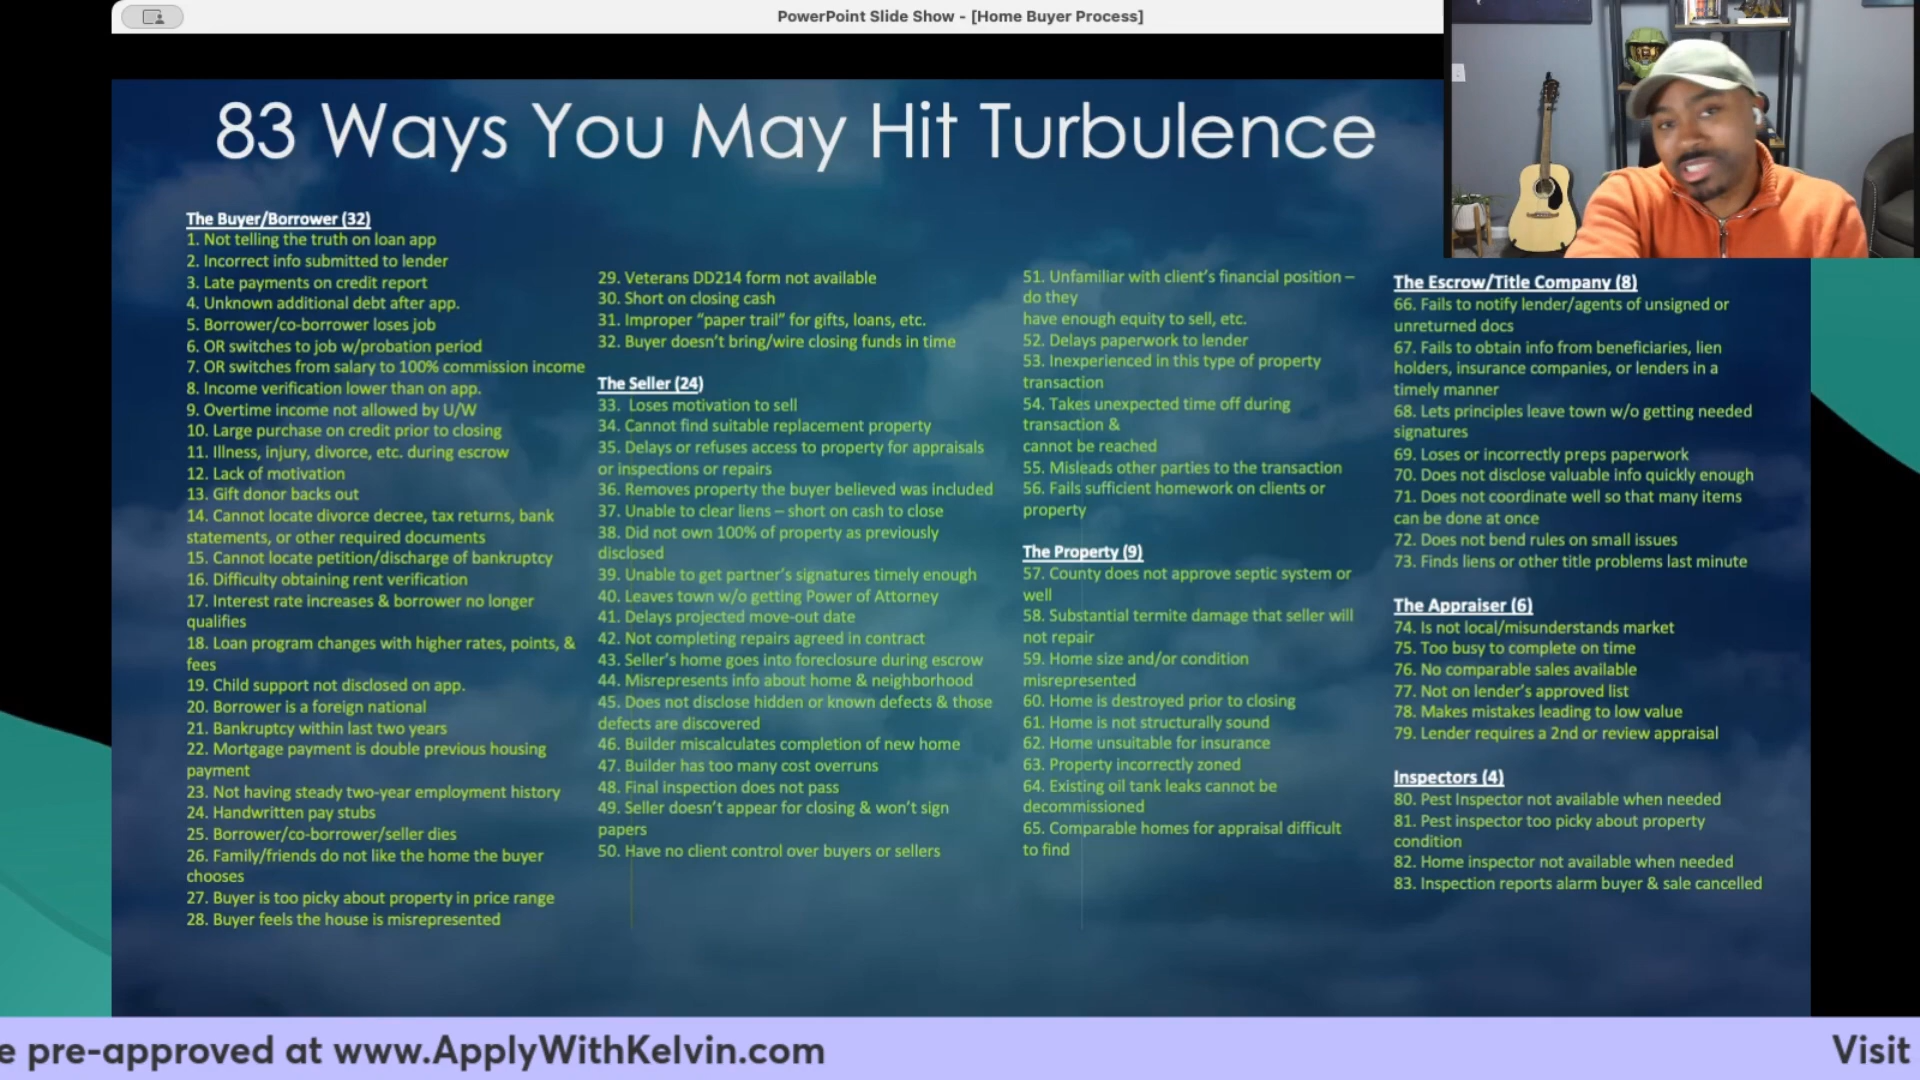 PowerPoint Slide Show - [Home Buyer Process]
83 Ways You May Hit Turbulence
The Buyer/Borrower (32)
1. Not telling the truth on loan app
2. Incorrect info submitted to lender
3. Late payments on credit report
4. Unknown additional debt after app.
5. Borrower/co-borrower loses job
6. OR switches to job w/probation period
7. OR switches from salary to 100% commission income
8. Income verification lower than on app.
9. Overtime income not allowed by U/W
10. Large purchase on credit prior to closing
11. Illness, injury, divorce, etc. during escrow
12. Lack of motivation
13. Gift donor backs out
14. Cannot locate divorce decree, tax returns, bank
statements, or other required documents
15. Cannot locate petition/discharge of bankruptcy
16. Difficulty obtaining rent verification
17. Interest rate increases & borrower no longer
qualifies
18. Loan program changes with higher rates, points, &
fees
19. Child support not disclosed on app.
20. Borrower is a foreign national
21. Bankruptcy within last two years
22. Mortgage payment is double previous housing
payment
23. Not having steady two-year employment history
24. Handwritten pay stubs
25. Borrower/co-borrower/seller dies
26. Family/friends do not like the home the buyer
chooses
27. Buyer is too picky about property in price range
28. Buyer feels the house is misrepresented
29. Veterans DD214 form not available
30. Short on closing cash
31. Improper “paper trail” for gifts, loans, etc.
32. Buyer doesn’t bring/wire closing funds in time
The Seller (24)
33. Loses motivation to sell
34. Cannot find suitable replacement property
35. Delays or refuses access to property for appraisals
or inspections or repairs
36. Removes property the buyer believed was included
37. Unable to clear liens – short on cash to close
38. Did not own 100% of property as previously
disclosed
39. Unable to get partner’s signatures timely enough
40. Leaves town w/o getting Power of Attorney
41. Delays projected move-out date
42. Not completing repairs agreed in contract
43. Seller’s home goes into foreclosure during escrow
44. Misrepresents info about home & neighborhood
45. Does not disclose hidden or known defects & those
defects are discovered
46. Builder miscalculates completion of new home
47. Builder has too many cost overruns
48. Final inspection does not pass
49. Seller doesn’t appear for closing & won’t sign
papers
50. Have no client control over buyers or sellers
51. Unfamiliar with client’s financial position –
do they
have enough equity to sell, etc.
52. Delays paperwork to lender
53. Inexperienced in this type of property
transaction
54. Takes unexpected time off during
transaction &
cannot be reached
55. Misleads other parties to the transaction
56. Fails sufficient homework on clients or
property
The Property (9)
57. County does not approve septic system or
well
58. Substantial termite damage that seller will
not repair
59. Home size and/or condition
misrepresented
60. Home is destroyed prior to closing
61. Home is not structurally sound
62. Home unsuitable for insurance
63. Property incorrectly zoned
64. Existing oil tank leaks cannot be
decommissioned
65. Comparable homes for appraisal difficult
to find
The Escrow/Title Company (8)
66. Fails to notify lender/agents of unsigned or
unreturned docs
67. Fails to obtain info from beneficiaries, lien
holders, insurance companies, or lenders in a
timely manner
68. Lets principles leave town w/o getting needed
signatures
69. Loses or incorrectly preps paperwork
70. Does not disclose valuable info quickly enough
71. Does not coordinate well so that many items
can be done at once
72. Does not bend rules on small issues
73. Finds liens or other title problems last minute
The Appraiser (6)
74. Is not local/misunderstands market
75. Too busy to complete on time
76. No comparable sales available
77. Not on lender’s approved list
78. Makes mistakes leading to low value
79. Lender requires a 2nd or review appraisal
Inspectors (4)
80. Pest Inspector not available when needed
81. Pest inspector too picky about property
condition
82. Home inspector not available when needed
83. Inspection reports alarm buyer & sale cancelled
e pre-approved at www.ApplyWithKelvin.com
Visit